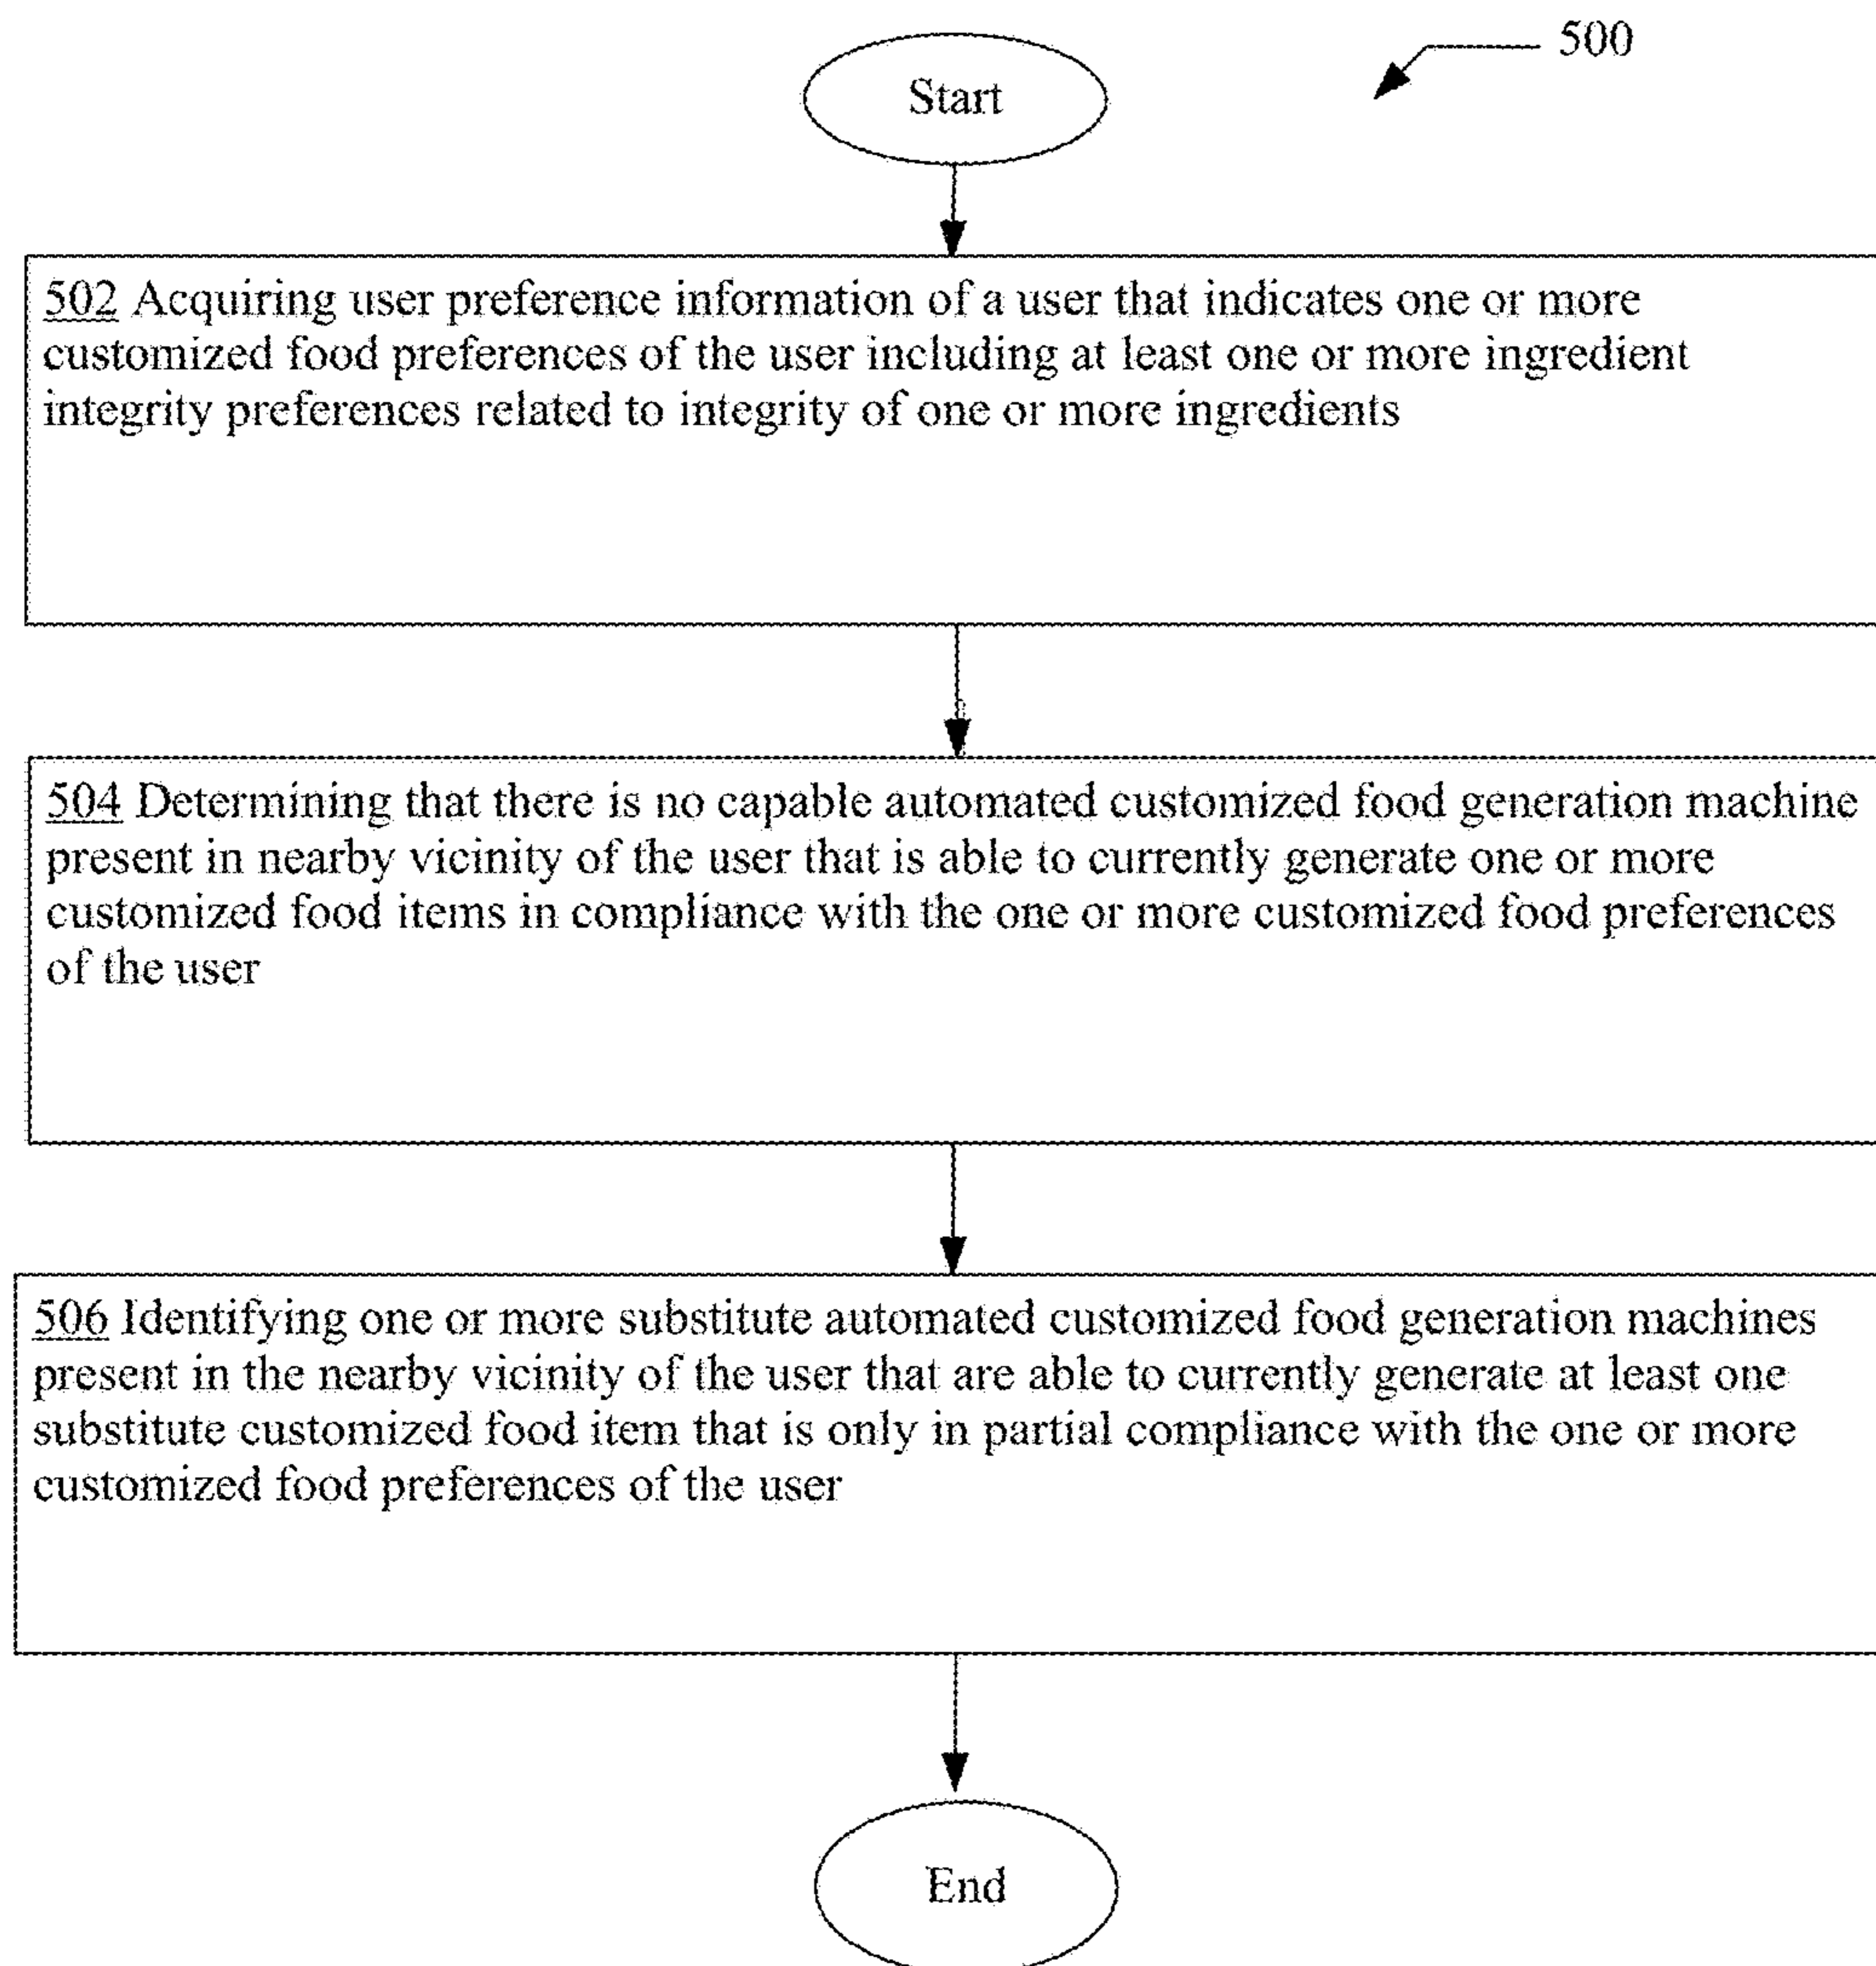 500
Start
502 Acquiring user preference information of a user that indicates one or more
customized food preferences of the user including at least one or more ingredient
integrity preferences related to integrity of one or more ingredients
504 Determining that there is no capable automated customized food generation machine
present in nearby vicinity of the user that is able to currently generate one or more
customized food items in compliance with the one or more customized food preferences
of the user
506 Identifying one or more substitute automated customized food generation machines
present in the nearby vicinity of the user that are able to currently generate at least one
substitute customized food item that is only in partial compliance with the one or more
customized food preferences of the user
End